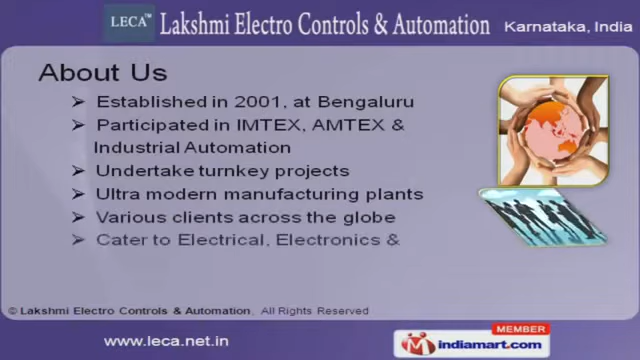 LECA™ Lakshmi Electro Controls & Automation Karnataka, India
About Us
➢ Established in 2001, at Bengaluru
➢ Participated in IMTEX, AMTEX &
Industrial Automation
➢ Undertake turnkey projects
➢ Ultra modern manufacturing plants
➢ Various clients across the globe
➢ Cater to Electrical, Electronics &
© Lakshmi Electro Controls & Automation, All Rights Reserved
www.leca.net.in
MEMBER
indiamart.com